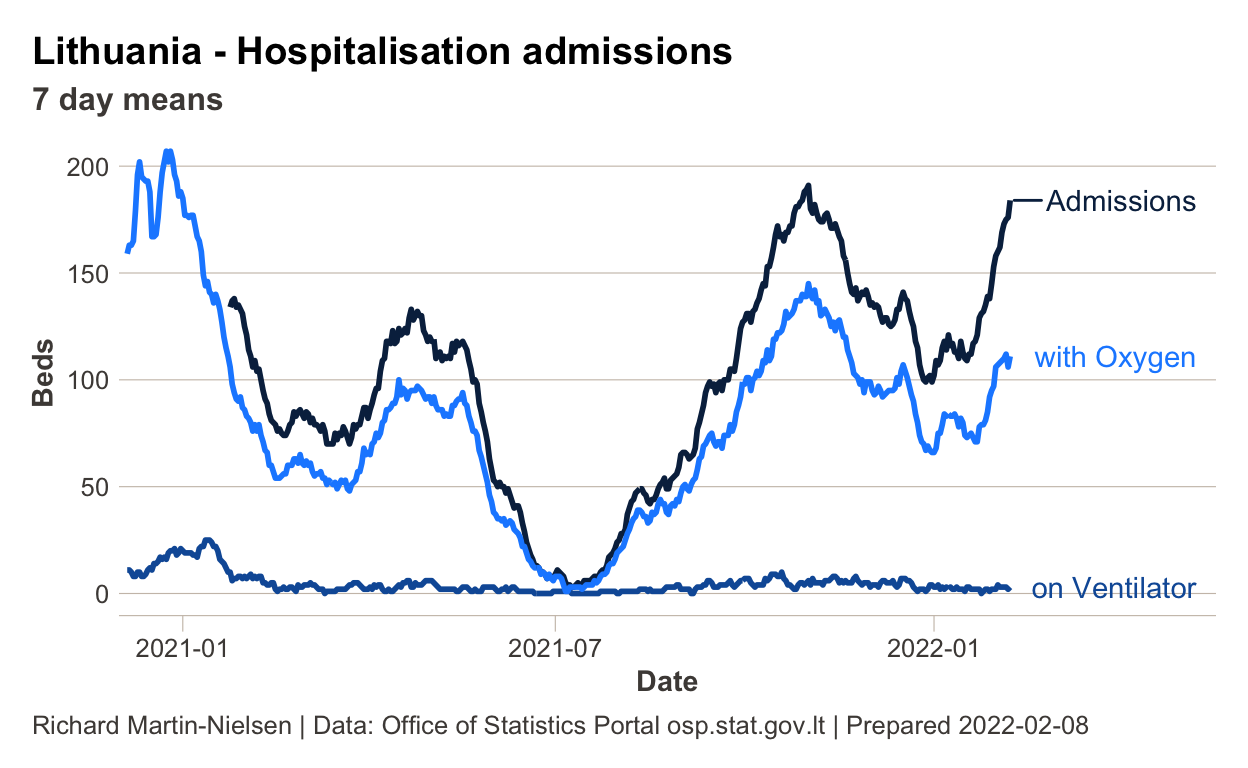 Lithuania - Hospitalisation admissions
7 day means
Beds
200
150
100
50
0
Admissions
with Oxygen
on Ventilator
2021-01 2021-07 2022-01
Date
Richard Martin-Nielsen | Data: Office of Statistics Portal osp.stat.gov.lt | Prepared 2022-02-08